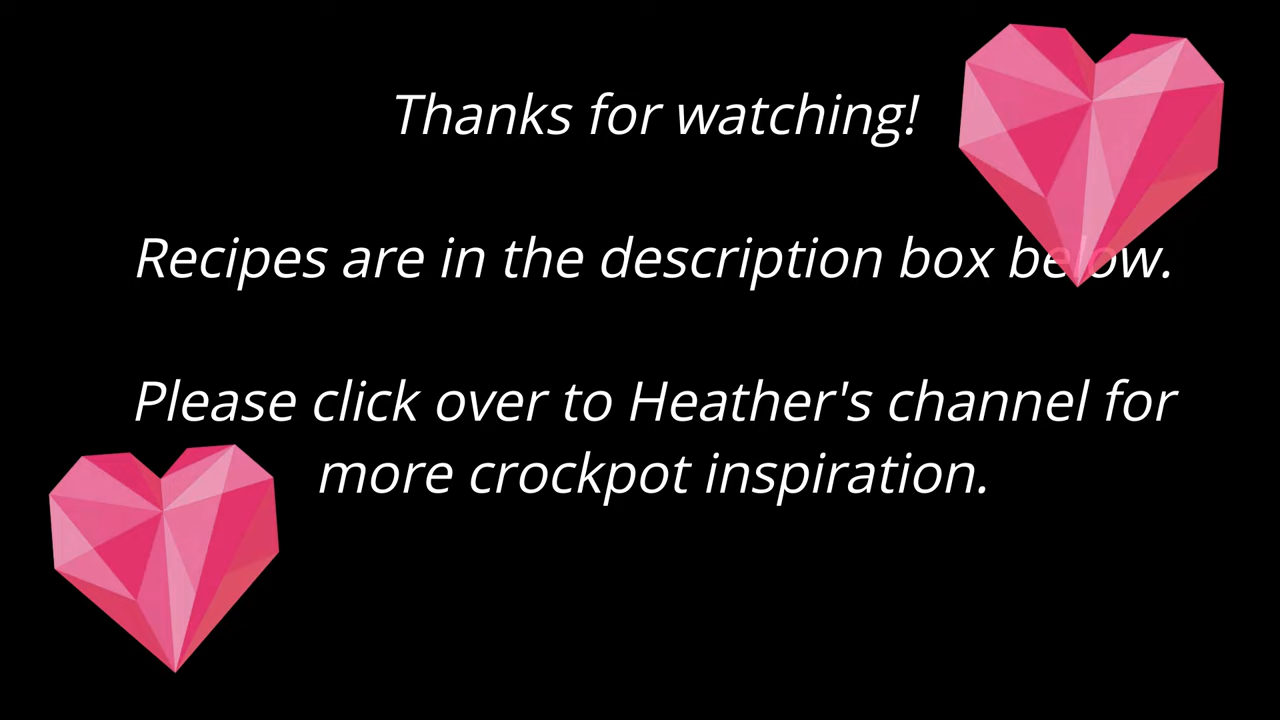 Thanks for watching!
Recipes are in the description box below.
Please click over to Heather's channel for
more crockpot inspiration.